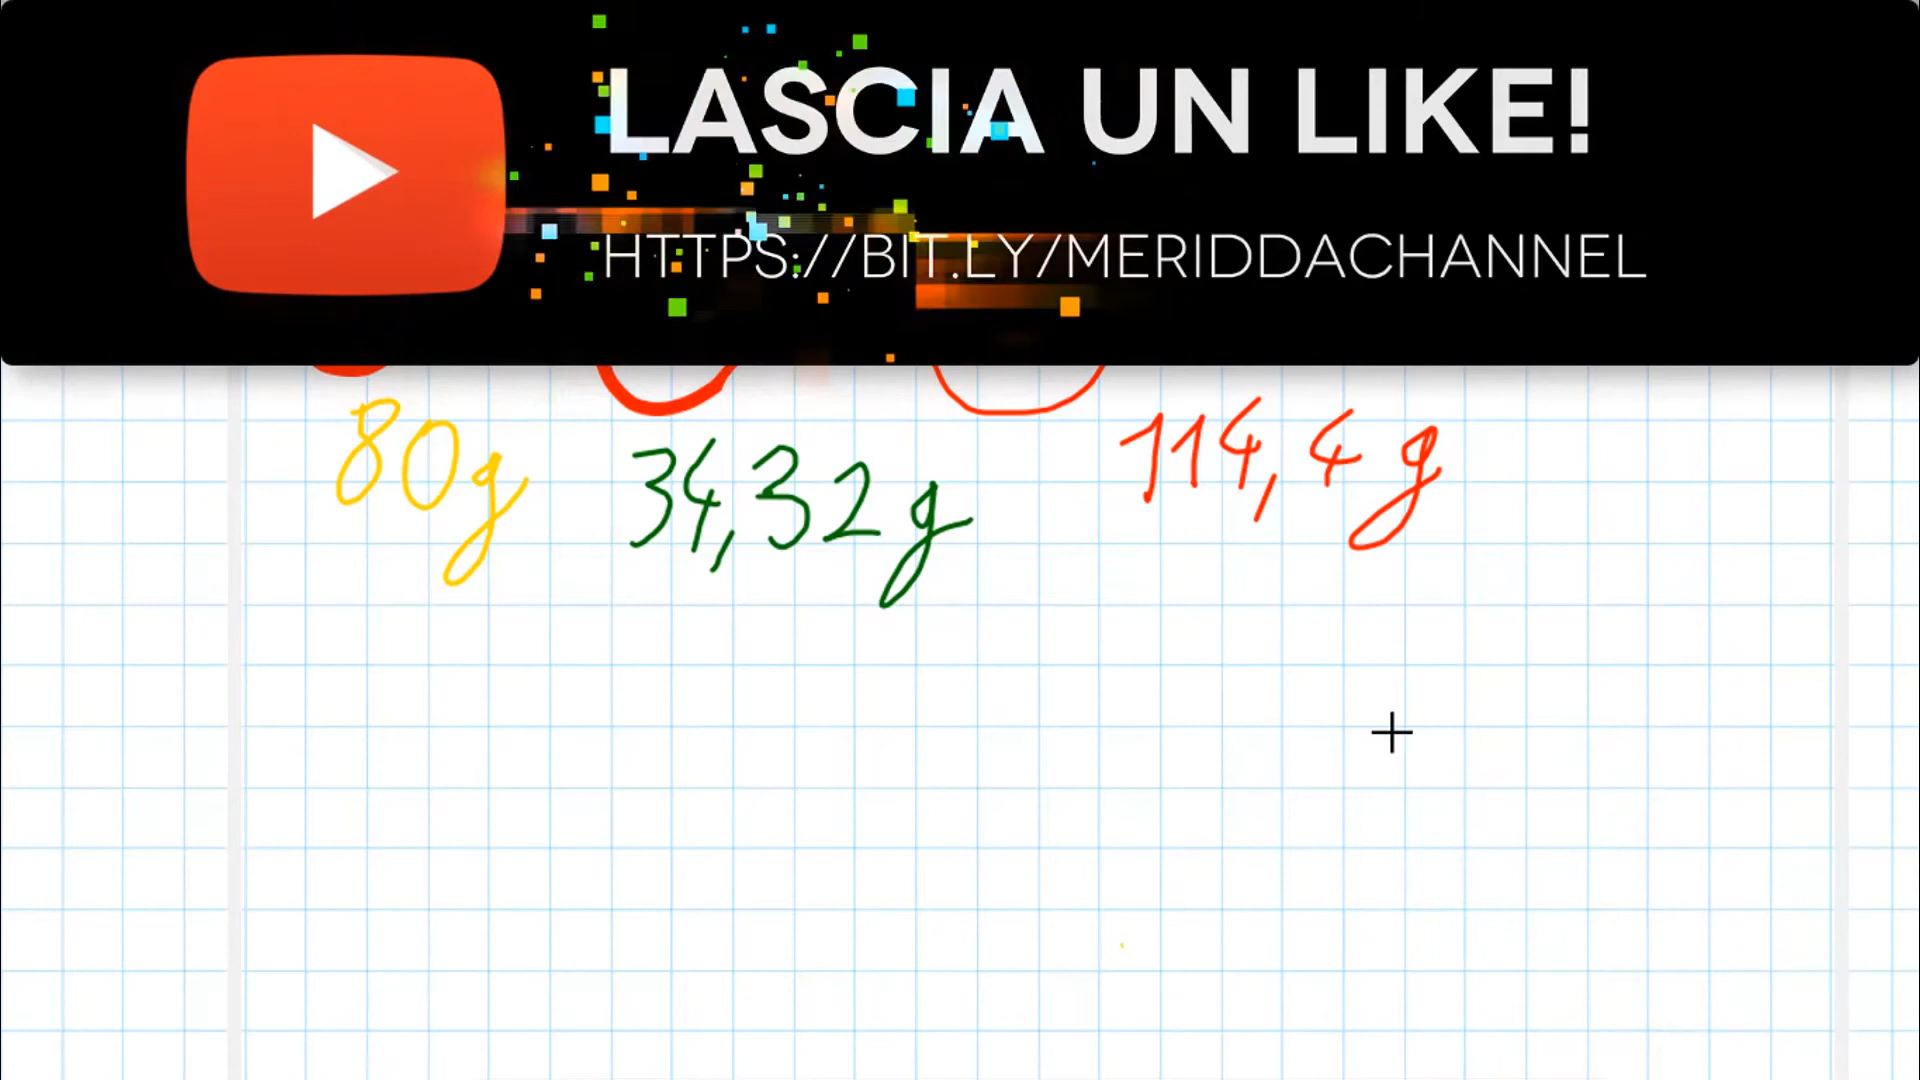 LASCIA UN LIKE!
HTTPS://BIT.LY/MERIDDACHANNEL
80g 34,32g 114,4g